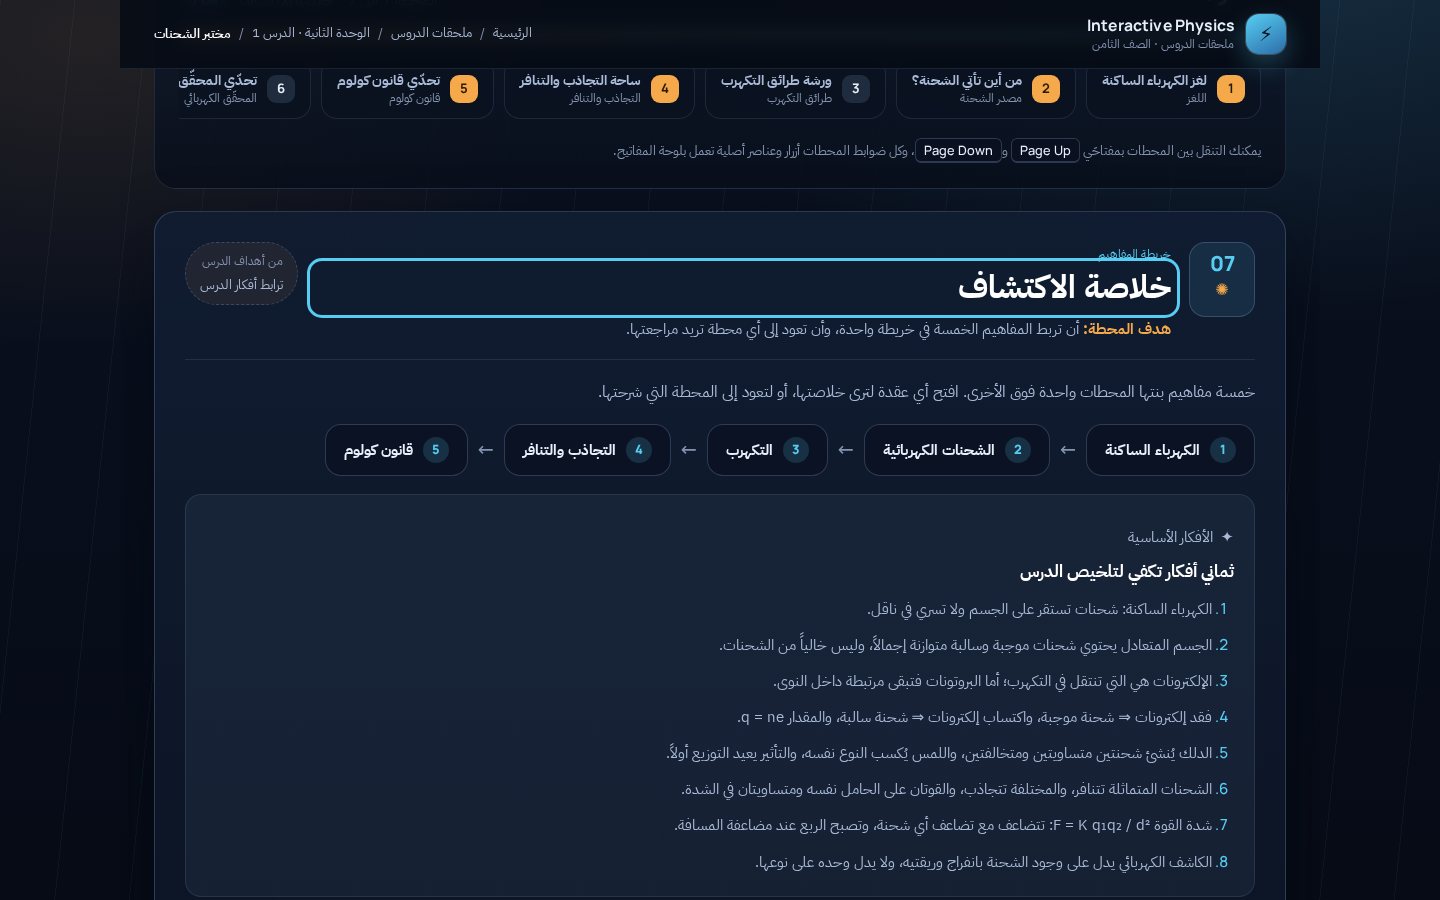 Interactive Physics
ملحقات الدروس · الصف الثامن
الرئيسية / ملحقات الدروس / الوحدة الثانية · الدرس 1 / مختبر الشحنات
1 لغز الكهرباء الساكنة
اللغز
2 من أين تأتي الشحنة؟
مصدر الشحنة
3 ورشة طرائق التكهرب
طرائق التكهرب
4 ساحة التجاذب والتنافر
التجاذب والتنافر
5 تحدّي قانون كولوم
قانون كولوم
6 تحدّي المحقّق
المحقّق الكهربائي
يمكنك التنقل بين المحطات بمفتاحَي Page Up و Page Down، وكل ضوابط المحطات أزرار وعناصر أصلية تعمل بلوحة المفاتيح.
07
خريطة المفاهيم
خلاصة الاكتشاف
هدف المحطة: أن تربط المفاهيم الخمسة في خريطة واحدة، وأن تعود إلى أي محطة تريد مراجعتها.
من أهداف الدرس
ترابط أفكار الدرس
خمسة مفاهيم بنتها المحطات واحدة فوق الأخرى. افتح أي عقدة لترى خلاصتها، أو لتعود إلى المحطة التي شرحتها.
1 الكهرباء الساكنة ← 2 الشحنات الكهربائية ← 3 التكهرب ← 4 التجاذب والتنافر ← 5 قانون كولوم
✦ الأفكار الأساسية
ثماني أفكار تكفي لتلخيص الدرس
1. الكهرباء الساكنة: شحنات تستقر على الجسم ولا تسري في ناقل.
2. الجسم المتعادل يحتوي شحنات موجبة وسالبة متوازنة إجمالاً، وليس خالياً من الشحنات.
3. الإلكترونات هي التي تنتقل في التكهرب؛ أما البروتونات فتبقى مرتبطة داخل النوى.
4. فقد إلكترونات ⇒ شحنة موجبة، واكتساب إلكترونات ⇒ شحنة سالبة، والمقدار q = ne.
5. الدلك يُنشئ شحنتين متساويتين ومتخالفتين، واللمس يُكسب النوع نفسه، والتأثير يعيد التوزيع أولاً.
6. الشحنات المتماثلة تتنافر، والمختلفة تتجاذب، والقوتان على الحامل نفسه ومتساويتان في الشدة.
7. شدة القوة F = K q₁q₂ / d²: تتضاعف مع تضاعف أي شحنة، وتصبح الربع عند مضاعفة المسافة.
8. الكاشف الكهربائي يدل على وجود الشحنة بانفراج وريقتيه، ولا يدل وحده على نوعها.